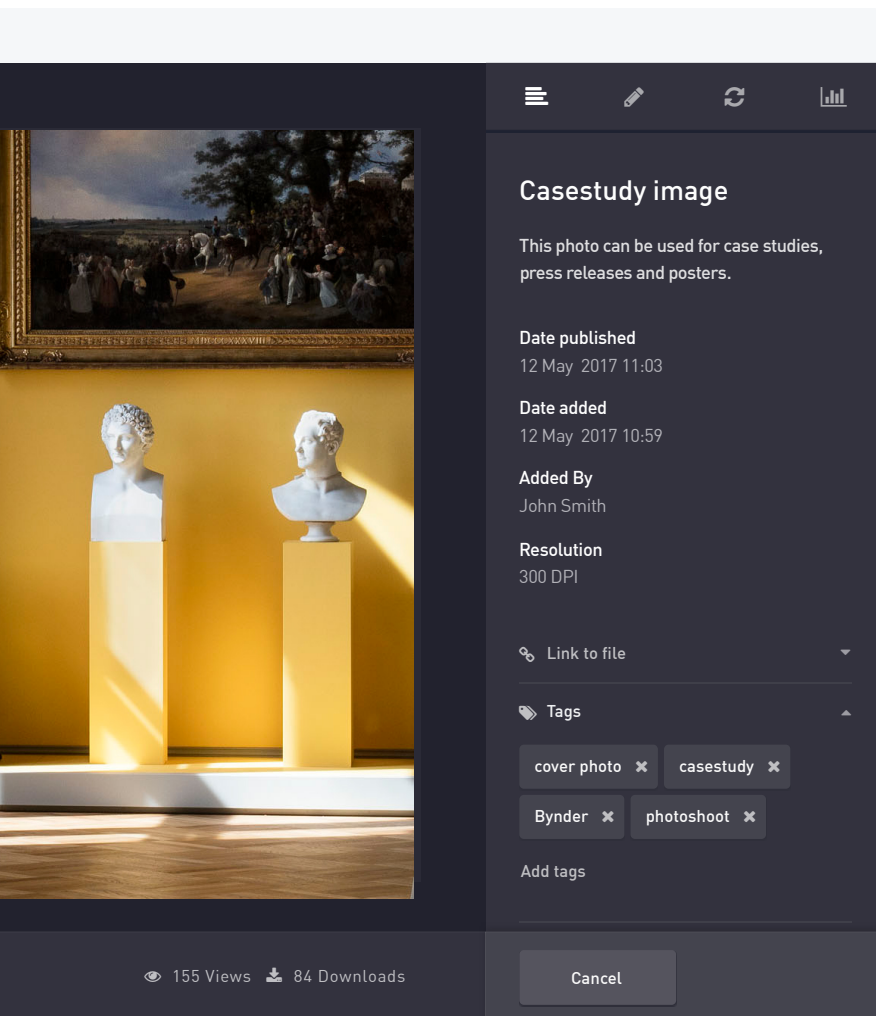 Casestudy image
This photo can be used for case studies,
press releases and posters.
Date published
12 May 2017 11:03
Date added
12 May 2017 10:59
Added By
John Smith
Resolution
300 DPI
Link to file
Tags
cover photo
casestudy
Bynder
photoshoot
Add tags
155 Views
84 Downloads
Cancel